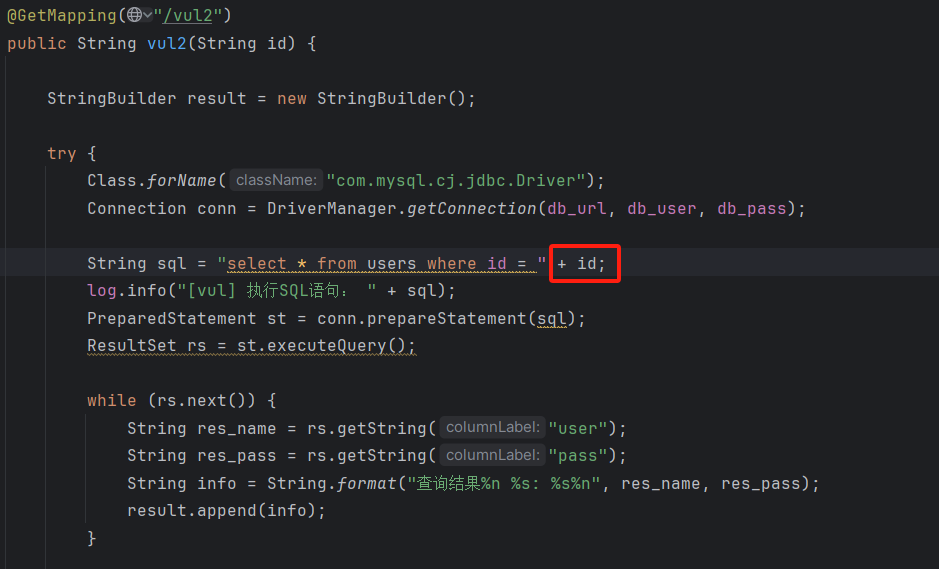 @GetMapping("/vul2")
public String vul2(String id) {
StringBuilder result = new StringBuilder();
try {
Class.forName( className: "com.mysql.cj.jdbc.Driver");
Connection conn = DriverManager.getConnection(db_url, db_user, db_pass);
String sql = "select * from users where id = " + id;
log.info("[vul] 执行SQL语句： " + sql);
PreparedStatement st = conn.prepareStatement(sql);
ResultSet rs = st.executeQuery();
while (rs.next()) {
String res_name = rs.getString( columnLabel: "user");
String res_pass = rs.getString( columnLabel: "pass");
String info = String.format("查询结果%n %s: %s%n", res_name, res_pass);
result.append(info);
}